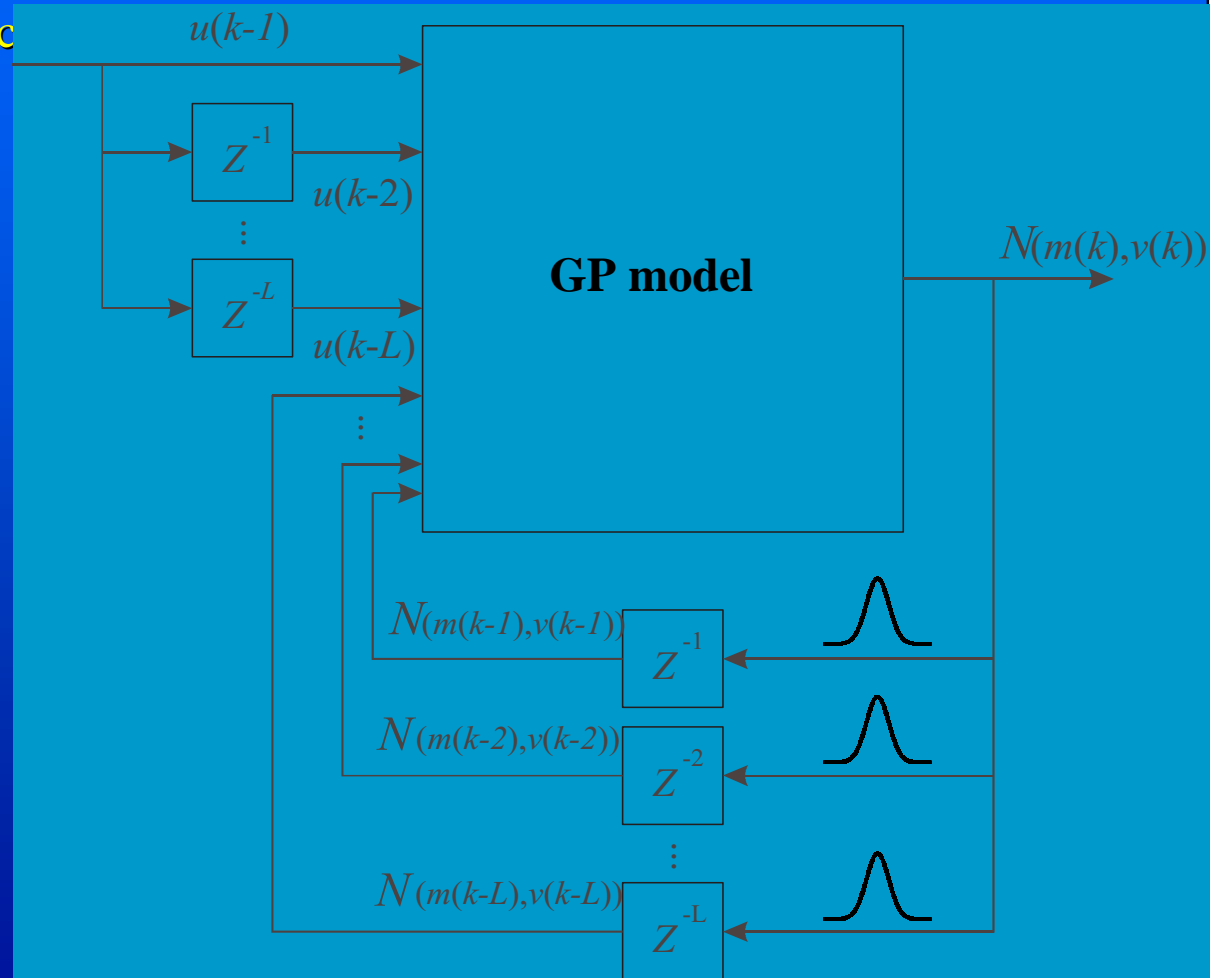 u(k-1)
Z⁻¹
u(k-2)
⋮
Z⁻ᴸ
u(k-L)
⋮
GP model
N(m(k),v(k))
N(m(k-1),v(k-1))
Z⁻¹
N(m(k-2),v(k-2))
Z⁻²
⋮
N(m(k-L),v(k-L))
Z⁻ᴸ